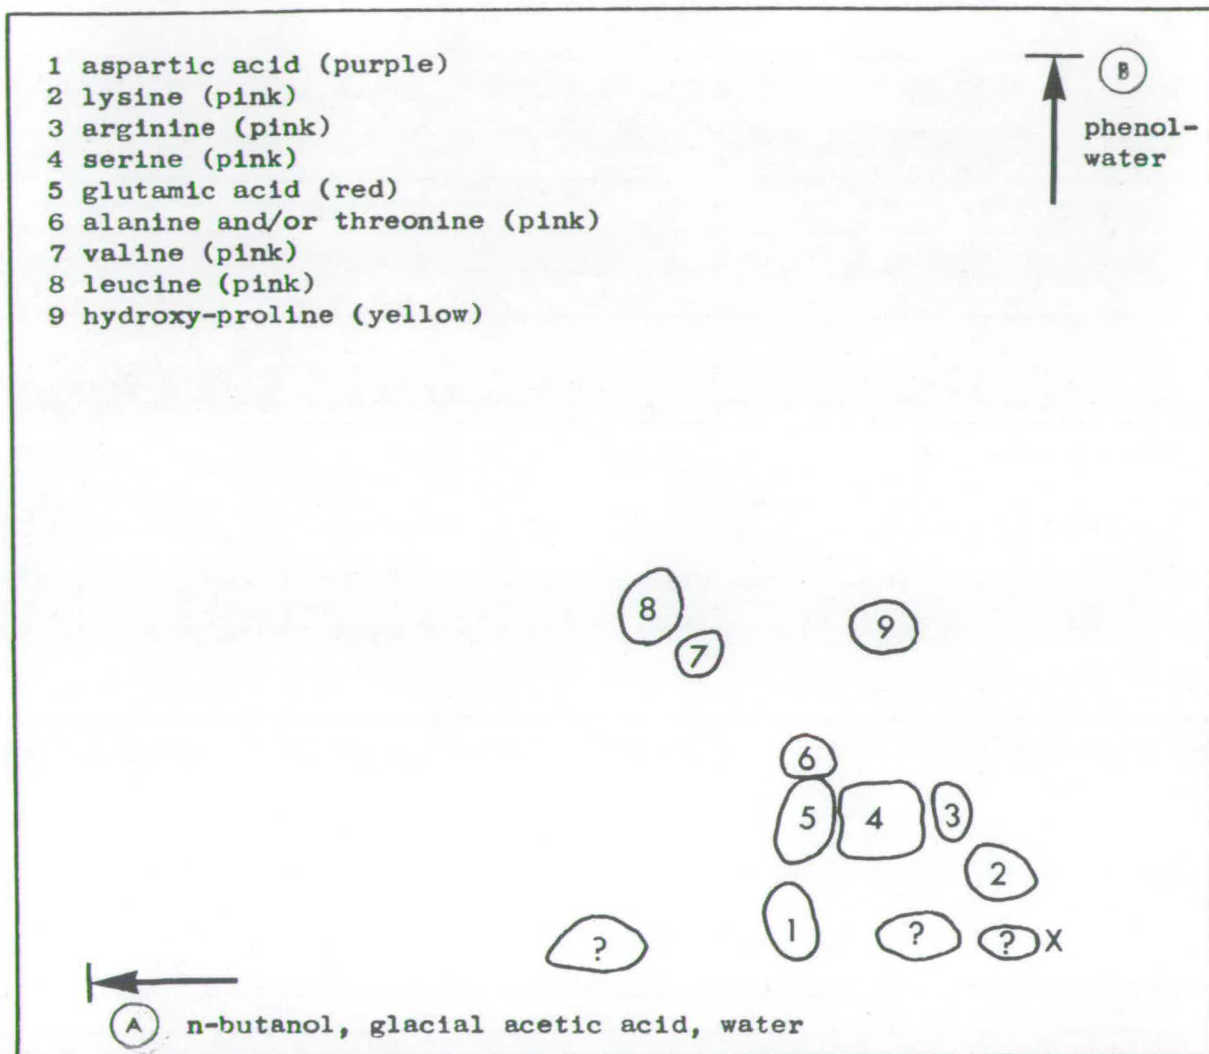 1 aspartic acid (purple)
2 lysine (pink)
3 arginine (pink)
4 serine (pink)
5 glutamic acid (red)
6 alanine and/or threonine (pink)
7 valine (pink)
8 leucine (pink)
9 hydroxy-proline (yellow)
B
phenol-
water
8
9
7
6
5 4 3
2
1
? ? ? X
A n-butanol, glacial acetic acid, water